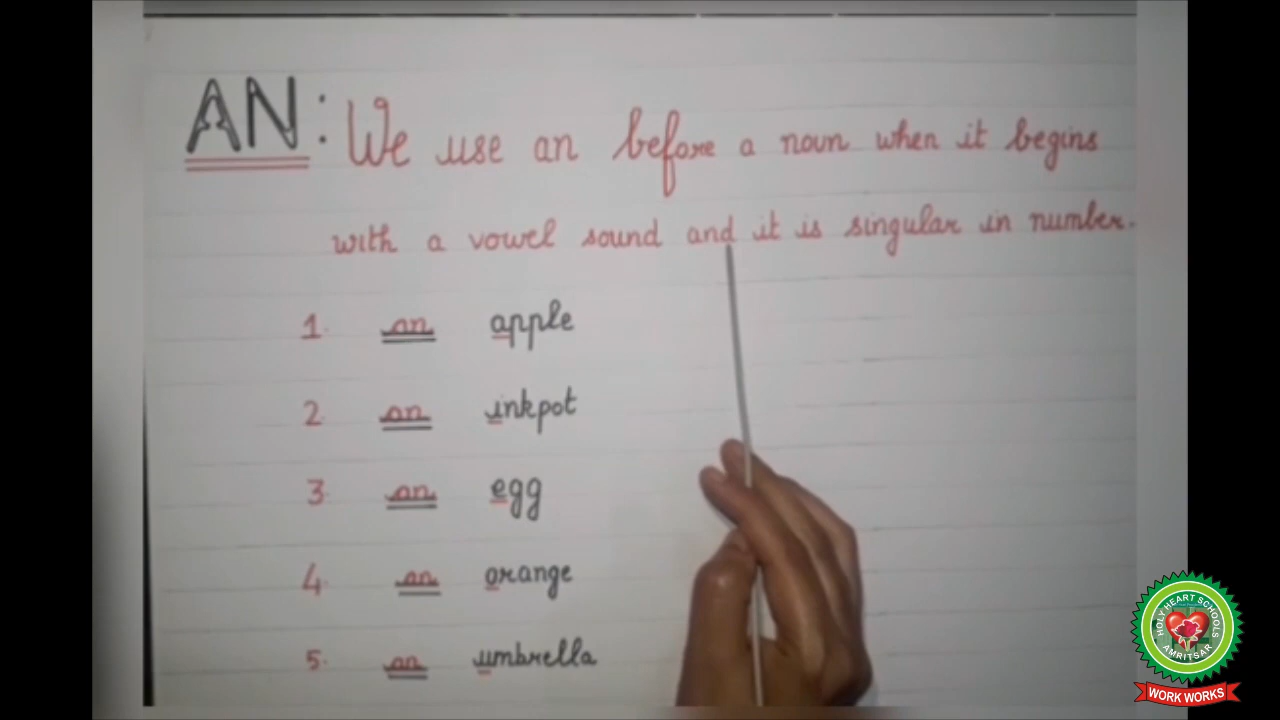 AN: We use an before a noun when it begins
with a vowel sound and it is singular in number.
1. an apple
2. an inkpot
3. an egg
4. an orange
5. an umbrella
HOLY HEART SCHOOLS
AMRITSAR
WORK WORKS